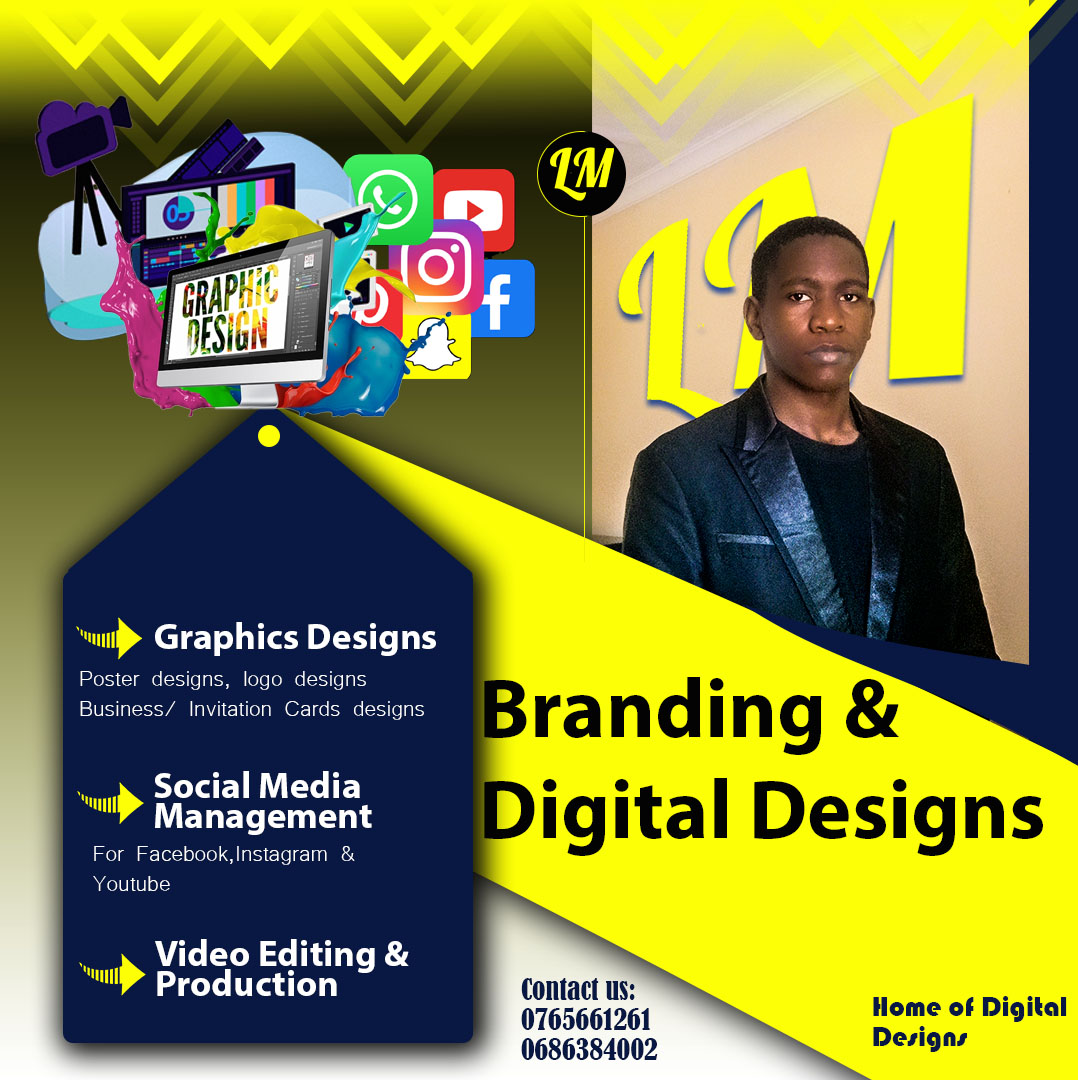 LM
LM
GRAPHIC
DESIGN
Graphics Designs
Poster designs, logo designs
Business/ Invitation Cards designs
Social Media
Management
For Facebook,Instagram &
Youtube
Video Editing &
Production
Branding &
Digital Designs
Contact us:
0765661261
0686384002
Home of Digital
Designs